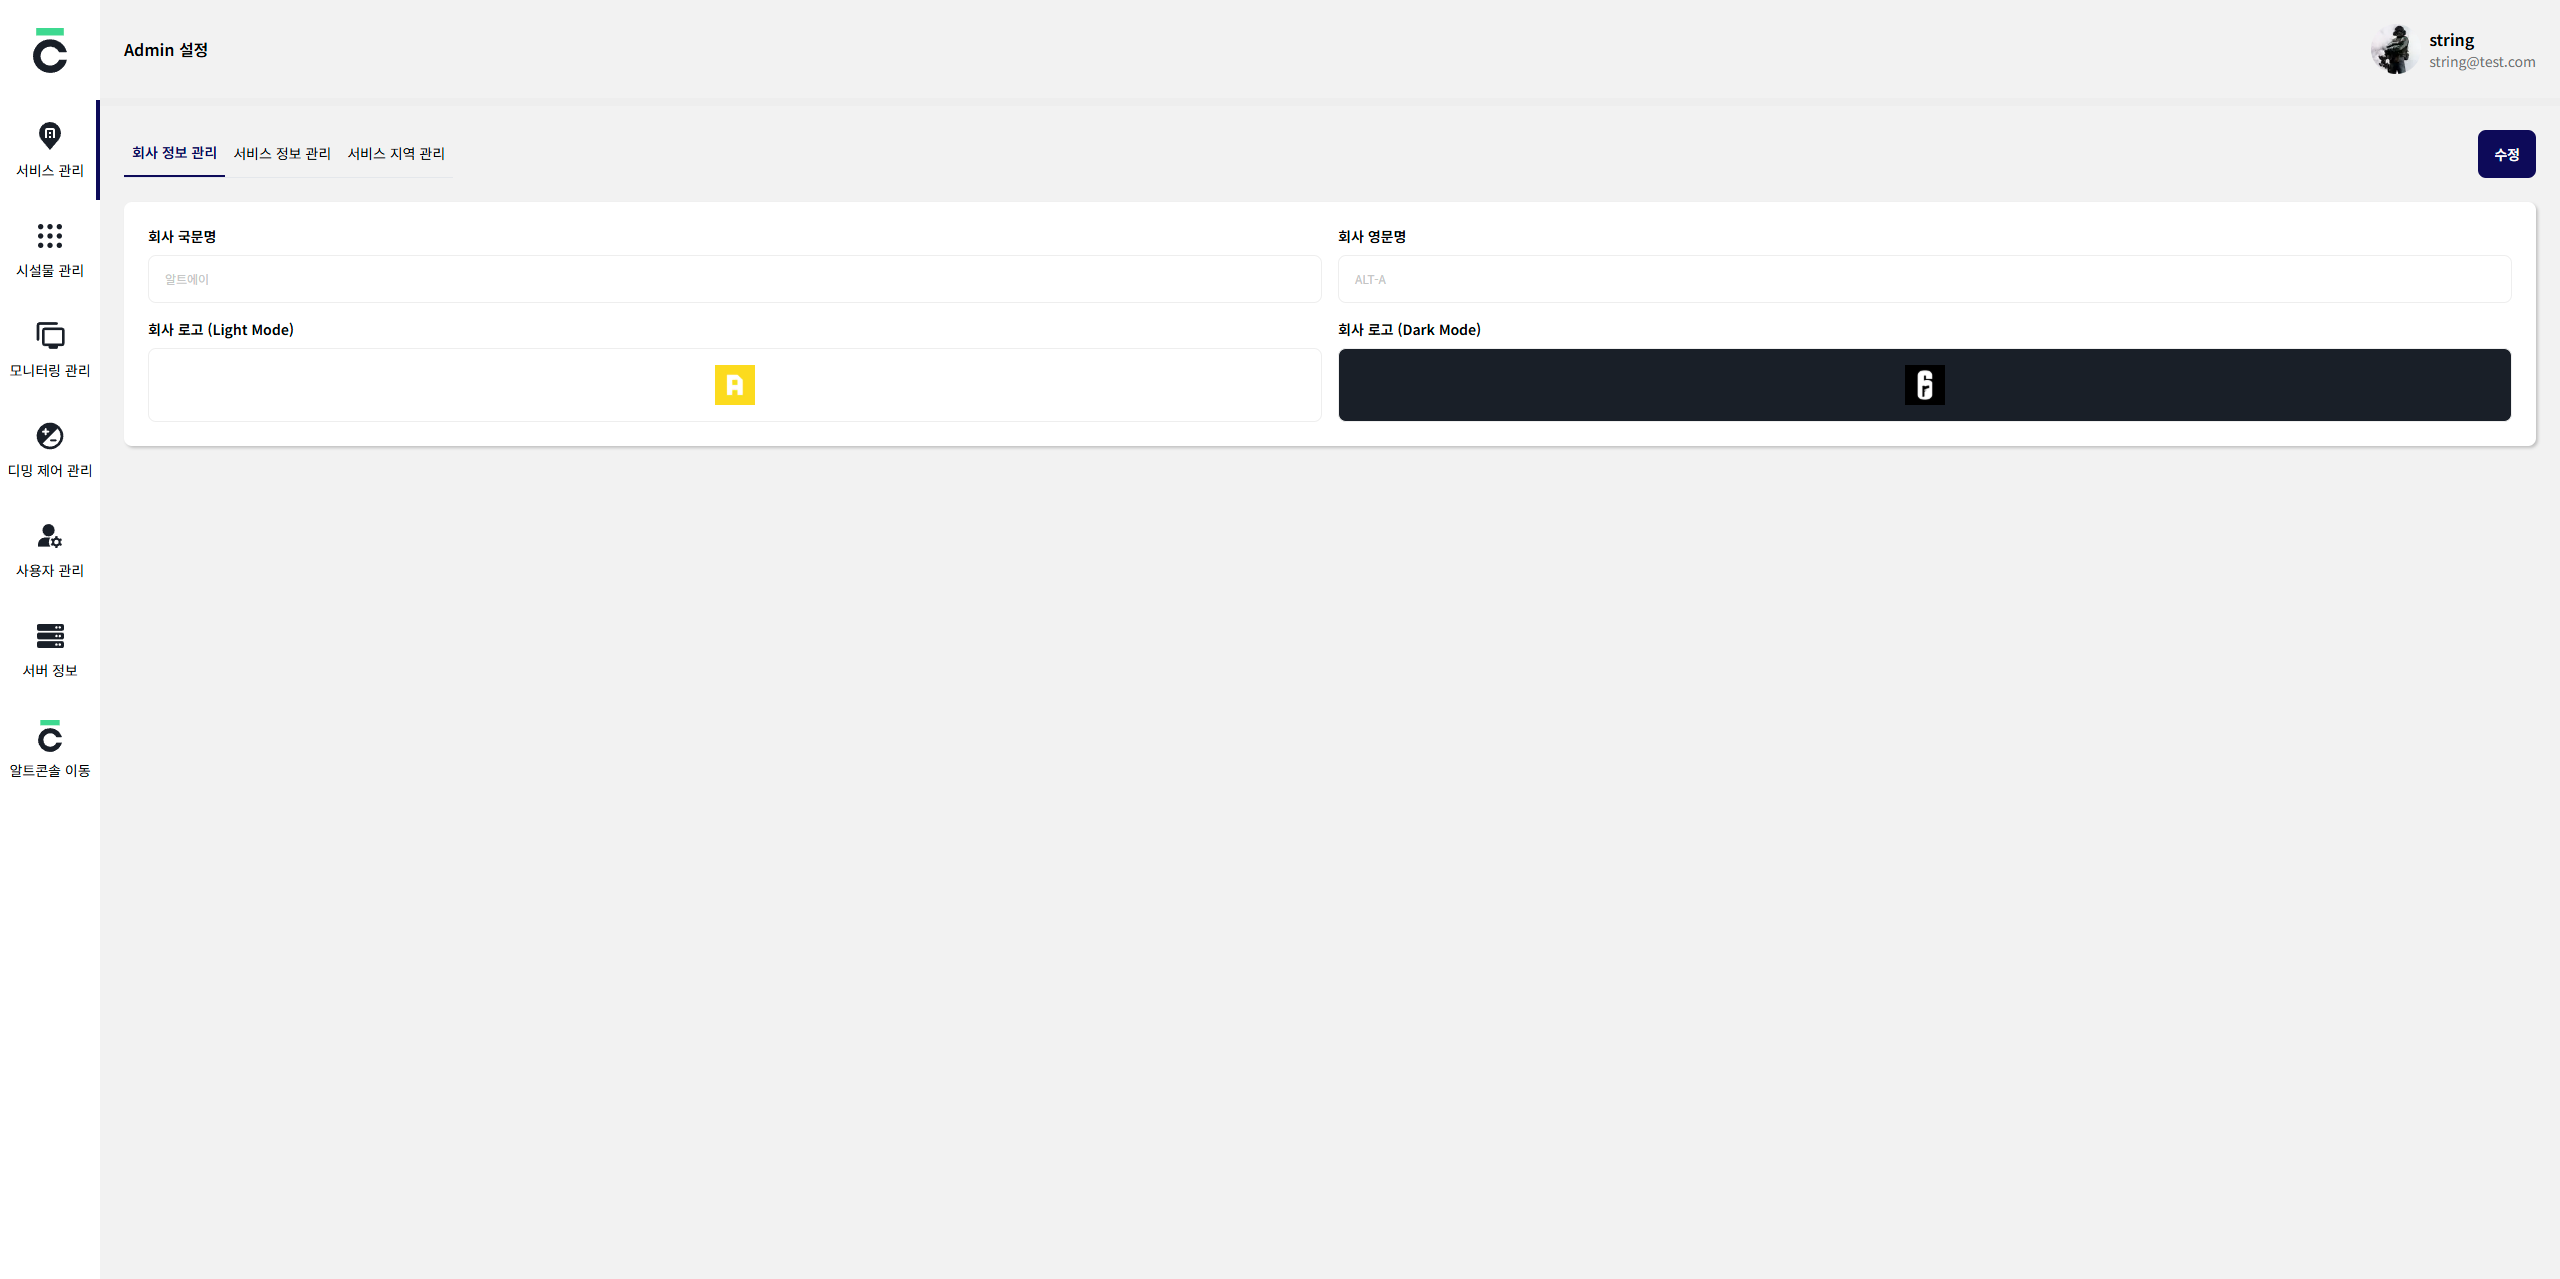 Admin 설정
string
string@test.com
서비스 관리
시설물 관리
모니터링 관리
디밍 제어 관리
사용자 관리
서버 정보
알트콘솔 이동
회사 정보 관리
서비스 정보 관리
서비스 지역 관리
수정
회사 국문명
알트에이
회사 영문명
ALT-A
회사 로고 (Light Mode)
A
회사 로고 (Dark Mode)
6